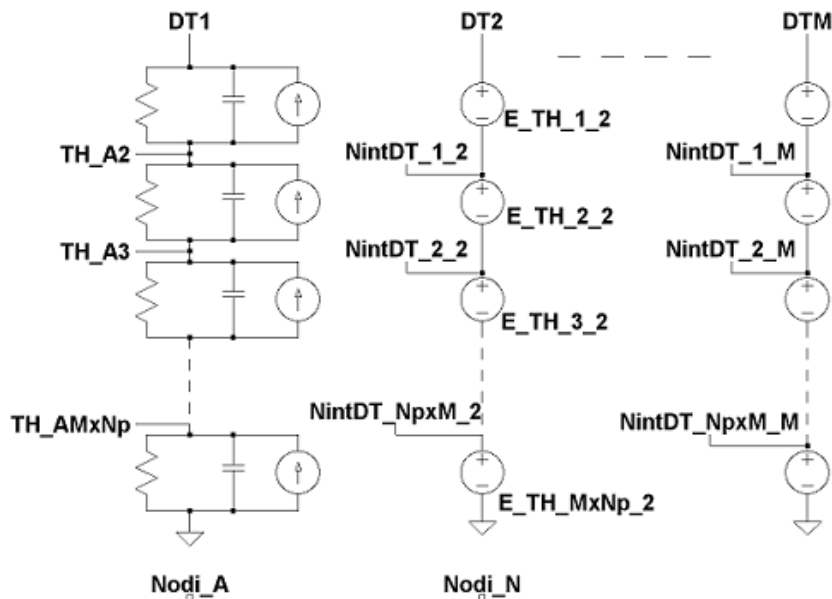 DT1
DT2
DTM
E_TH_1_2
TH_A2
NintDT_1_2
NintDT_1_M
E_TH_2_2
TH_A3
NintDT_2_2
NintDT_2_M
E_TH_3_2
TH_AMxNp
NintDT_NpxM_2
NintDT_NpxM_M
E_TH_MxNp_2
Nodi_A
Nodi_N